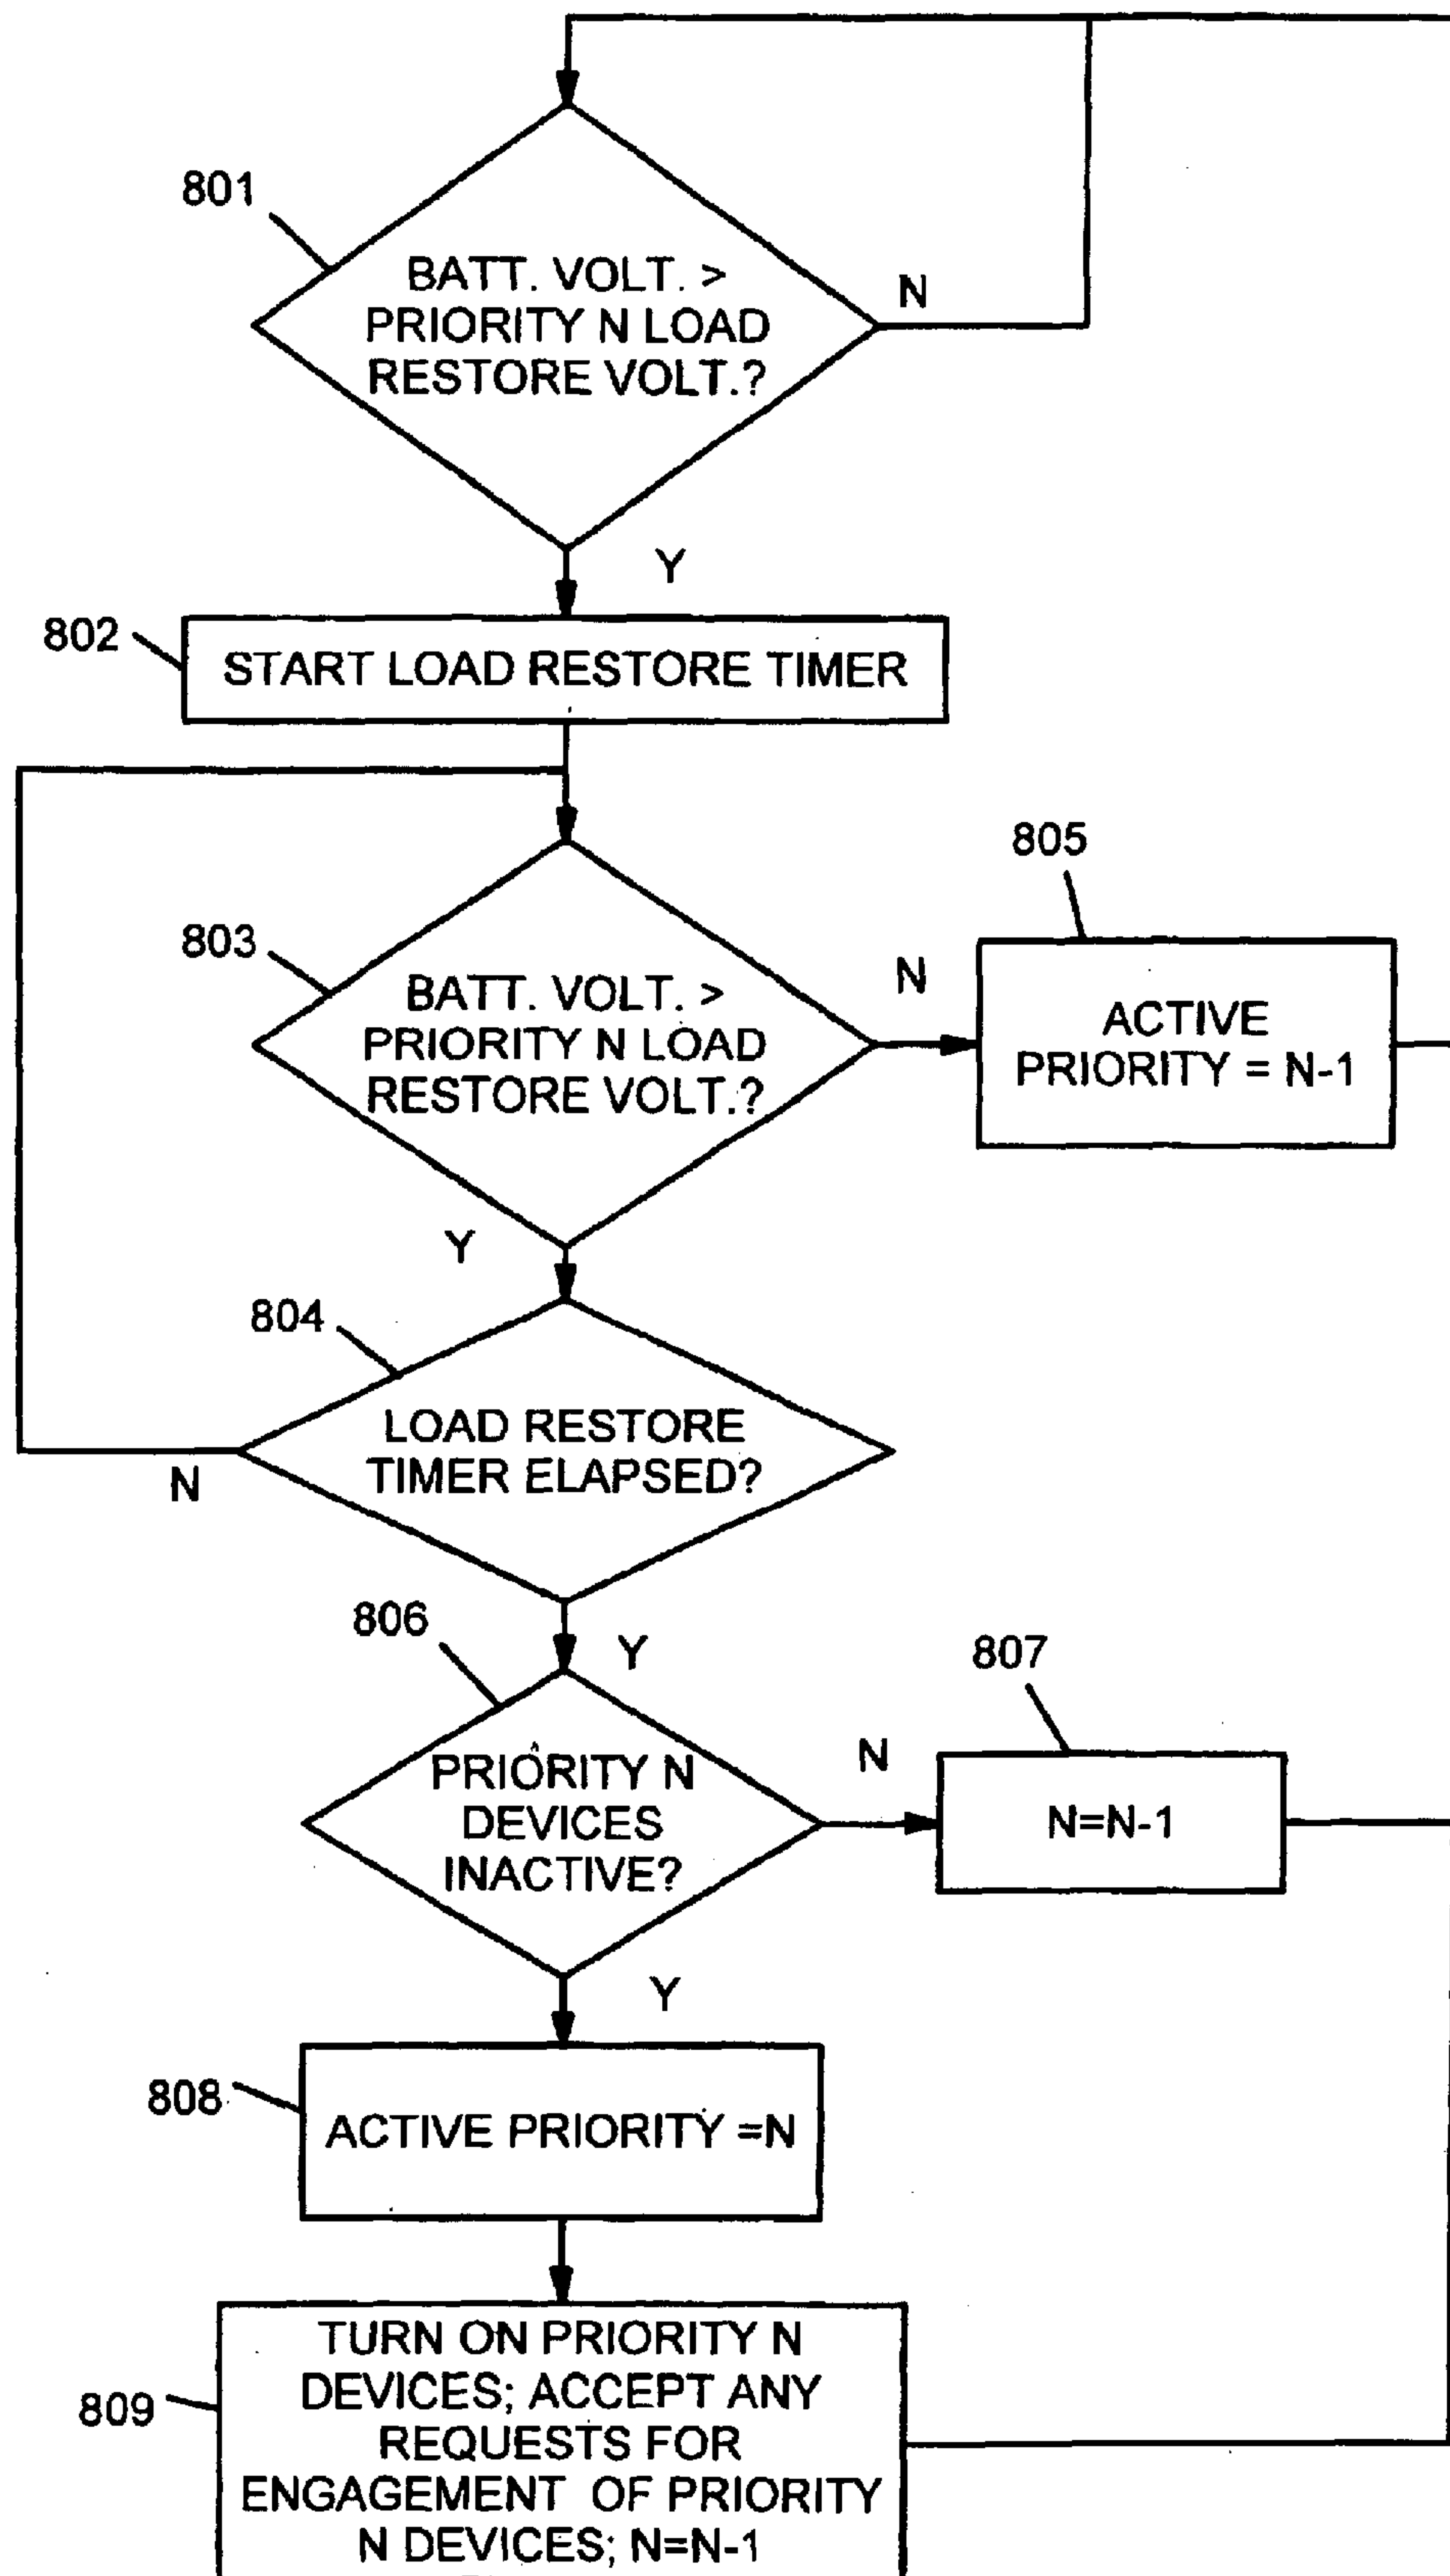 801
BATT. VOLT. >
PRIORITY N LOAD
RESTORE VOLT.?
N
Y
802
START LOAD RESTORE TIMER
803
BATT. VOLT. >
PRIORITY N LOAD
RESTORE VOLT.?
N
805
ACTIVE
PRIORITY = N-1
Y
804
LOAD RESTORE
TIMER ELAPSED?
N
Y
806
PRIORITY N
DEVICES
INACTIVE?
N
807
N=N-1
Y
808
ACTIVE PRIORITY =N
809
TURN ON PRIORITY N
DEVICES; ACCEPT ANY
REQUESTS FOR
ENGAGEMENT OF PRIORITY
N DEVICES; N=N-1